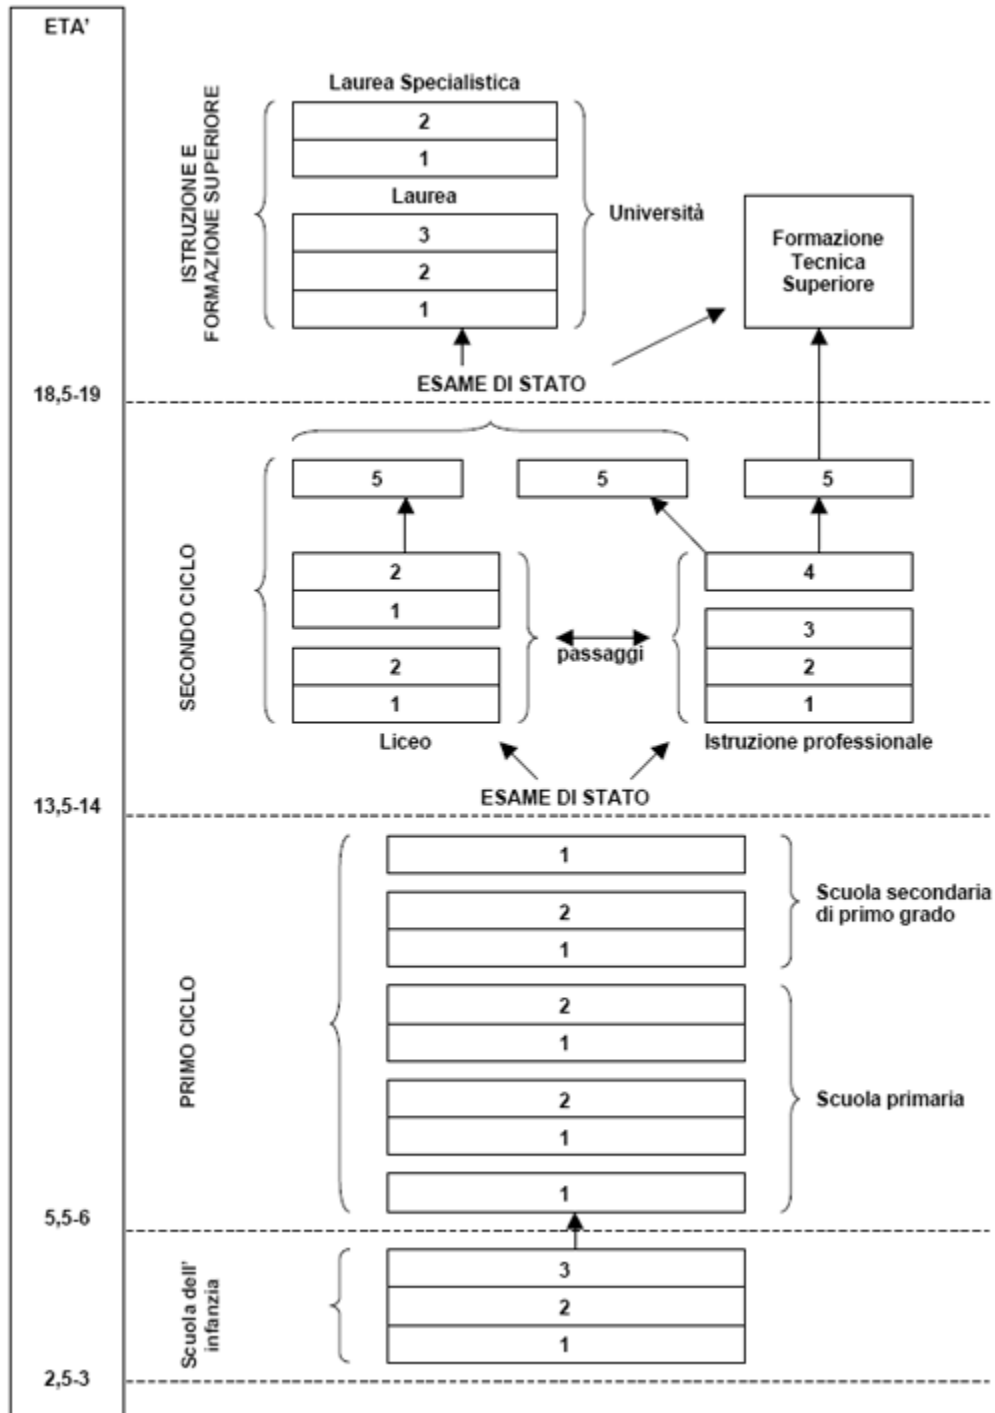 ETA'
ISTRUZIONE E
FORMAZIONE SUPERIORE
Laurea Specialistica
2
1
Laurea
3
2
1
Università
Formazione
Tecnica
Superiore
ESAME DI STATO
18,5-19
SECONDO CICLO
5
5
5
2
1
2
1
Liceo
passaggi
4
3
2
1
Istruzione professionale
ESAME DI STATO
13,5-14
PRIMO CICLO
1
2
1
Scuola secondaria
di primo grado
2
1
2
1
1
Scuola primaria
5,5-6
Scuola dell'
infanzia
3
2
1
2,5-3